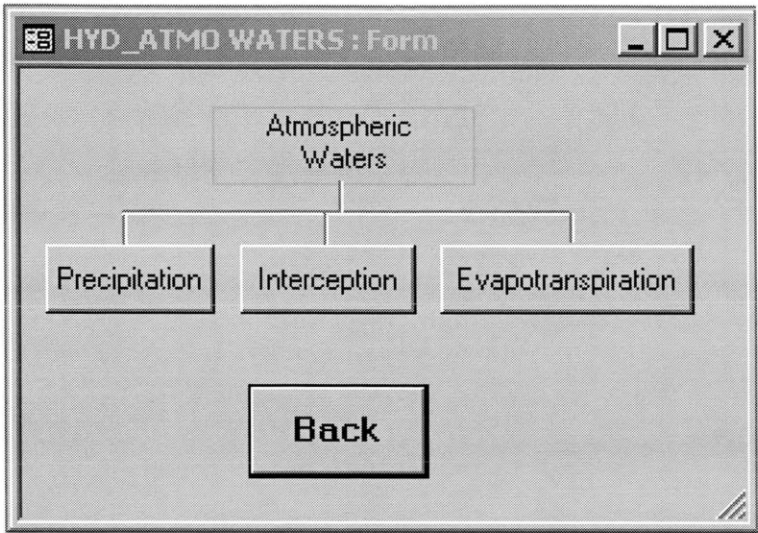 HYD_ATMO WATERS : Form
Atmospheric
Waters
Precipitation
Interception
Evapotranspiration
Back